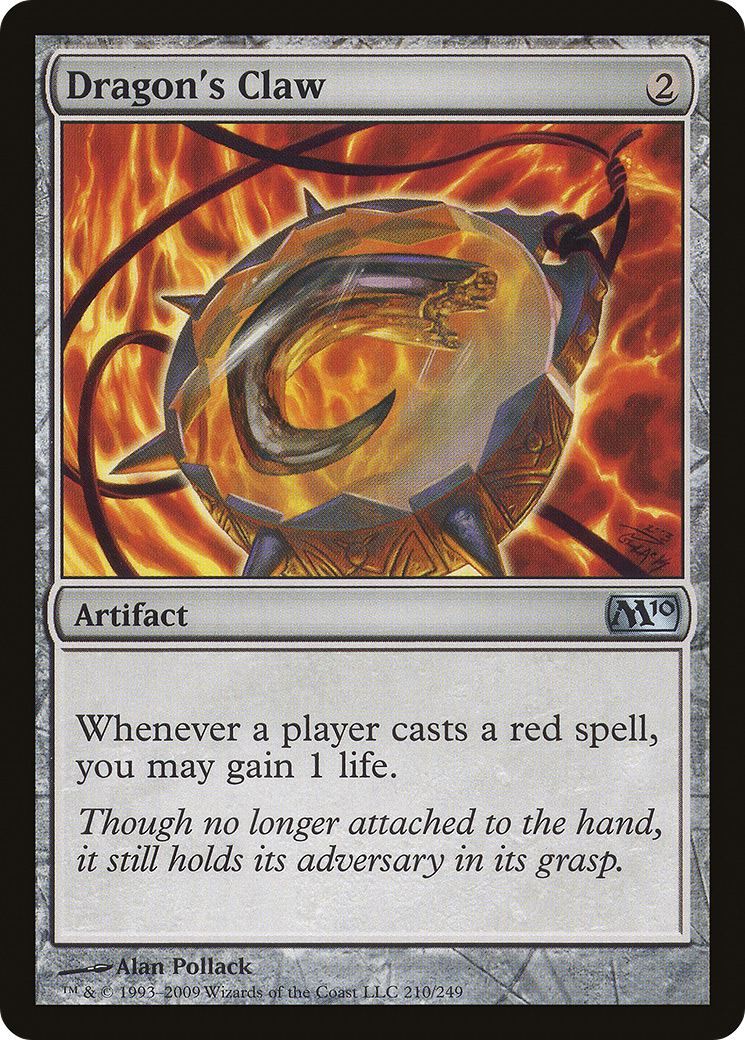 Dragon's Claw 2
Artifact M10
Whenever a player casts a red spell,
you may gain 1 life.
Though no longer attached to the hand,
it still holds its adversary in its grasp.
Alan Pollack
™ & © 1993–2009 Wizards of the Coast LLC 210/249